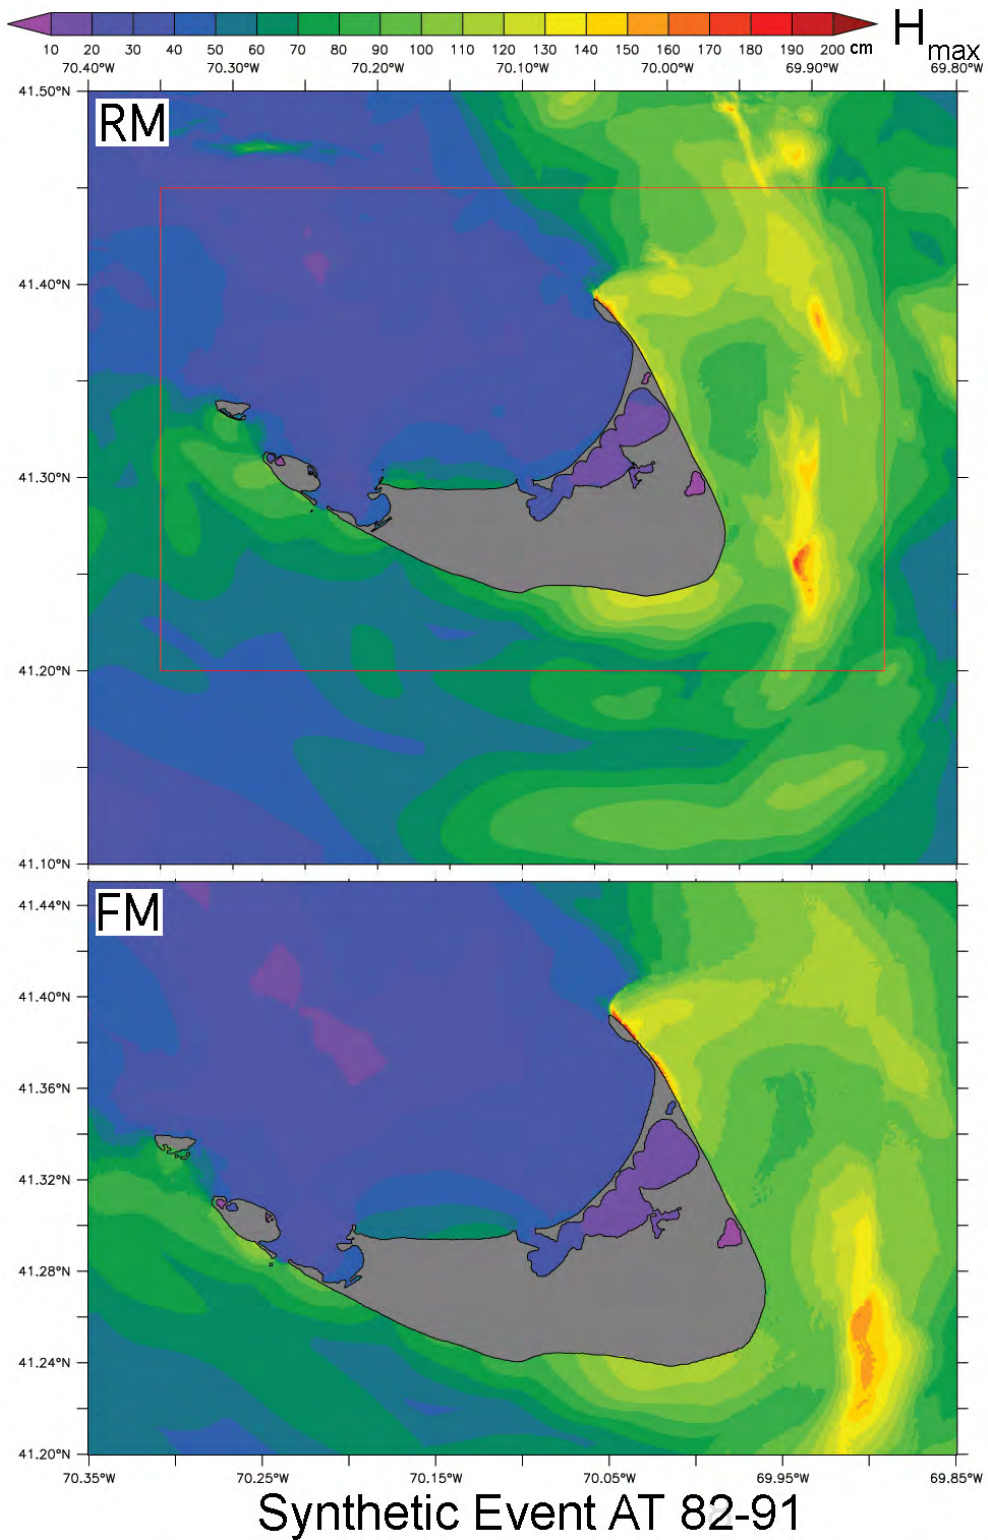 10 20 30 40 50 60 70 80 90 100 110 120 130 140 150 160 170 180 190 200 cm Hmax
70.40°W 70.30°W 70.20°W 70.10°W 70.00°W 69.90°W 69.80°W
41.50°N
RM
41.40°N
41.30°N
41.20°N
41.10°N
FM
41.44°N
41.40°N
41.36°N
41.32°N
41.28°N
41.24°N
41.20°N
70.35°W 70.25°W 70.15°W 70.05°W 69.95°W 69.85°W
Synthetic Event AT 82-91